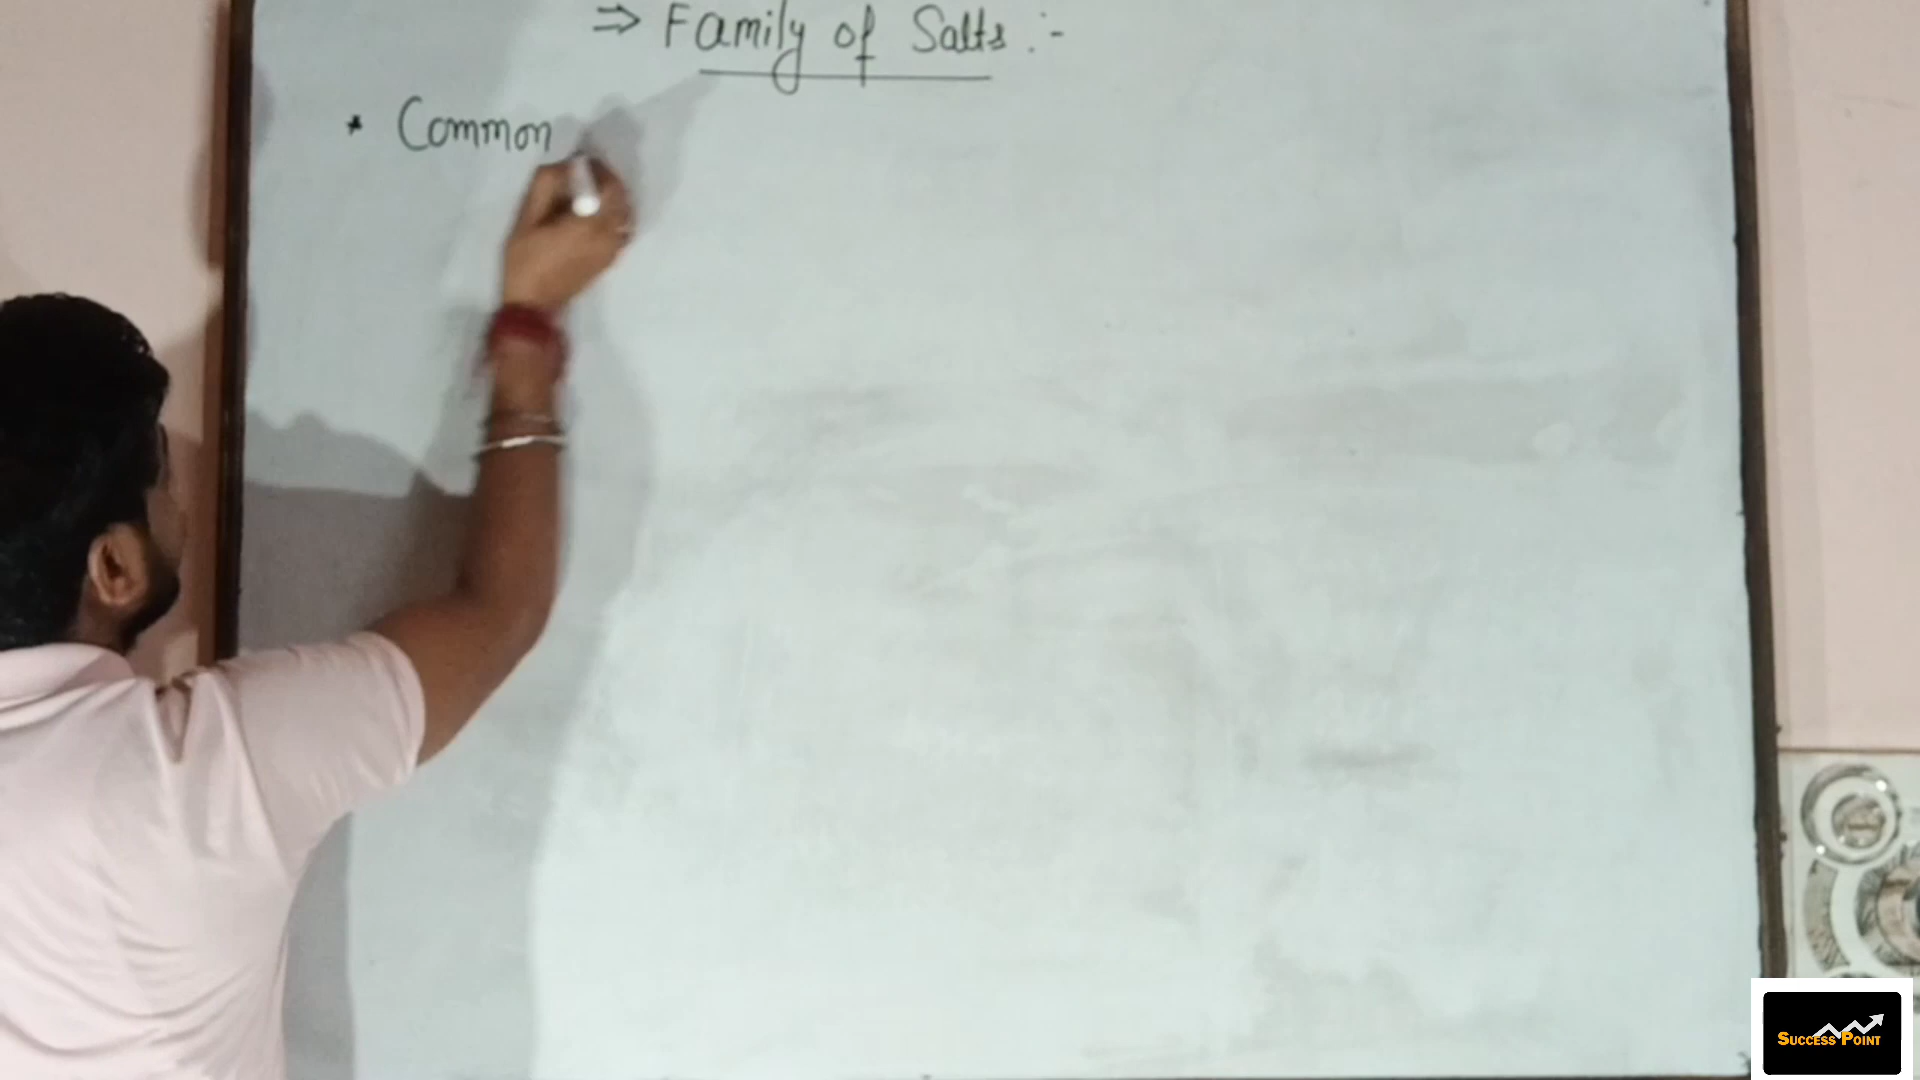 ⇒ Family of Salts :-
* Common
SUCCESS POINT